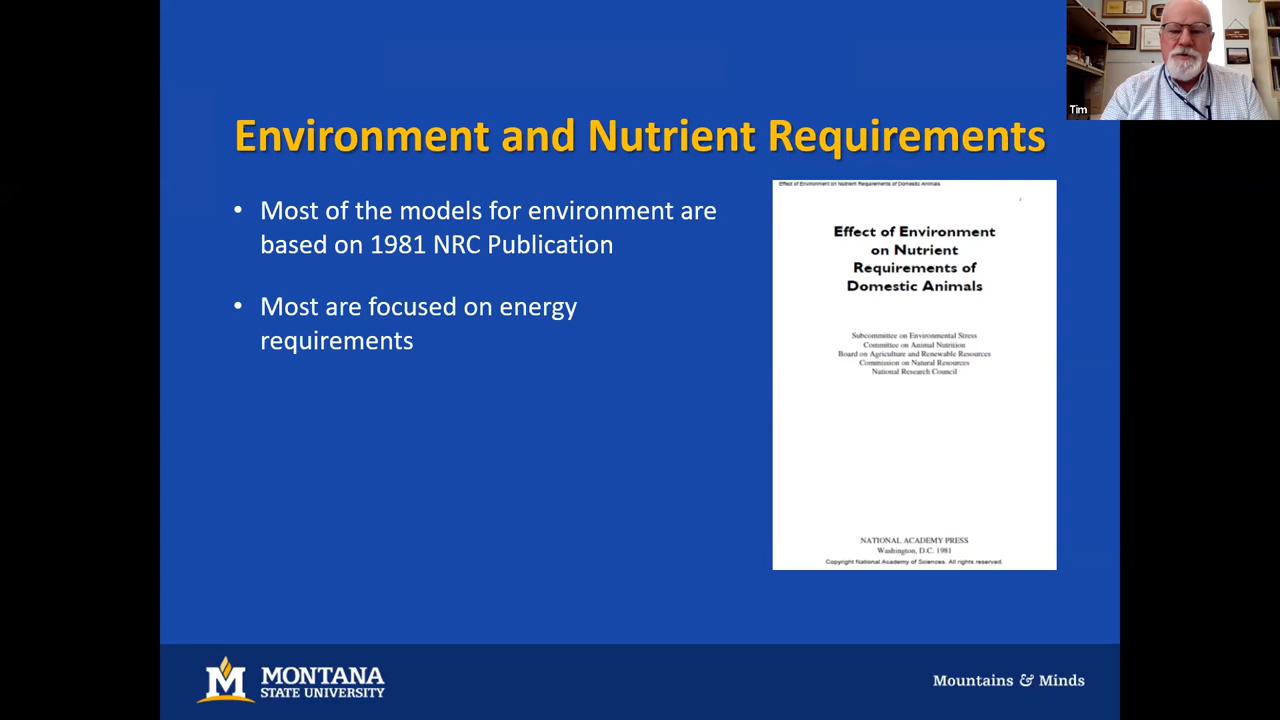 Tim
Environment and Nutrient Requirements
• Most of the models for environment are
based on 1981 NRC Publication
• Most are focused on energy
requirements
Effect of Environment on Nutrient Requirements of Domestic Animals
Effect of Environment
on Nutrient
Requirements of
Domestic Animals
Subcommittee on Environmental Stress
Committee on Animal Nutrition
Board on Agriculture and Renewable Resources
Commission on Natural Resources
National Research Council
NATIONAL ACADEMY PRESS
Washington, D.C. 1981
Copyright National Academy of Sciences. All rights reserved.
M MONTANA
STATE UNIVERSITY
Mountains & Minds